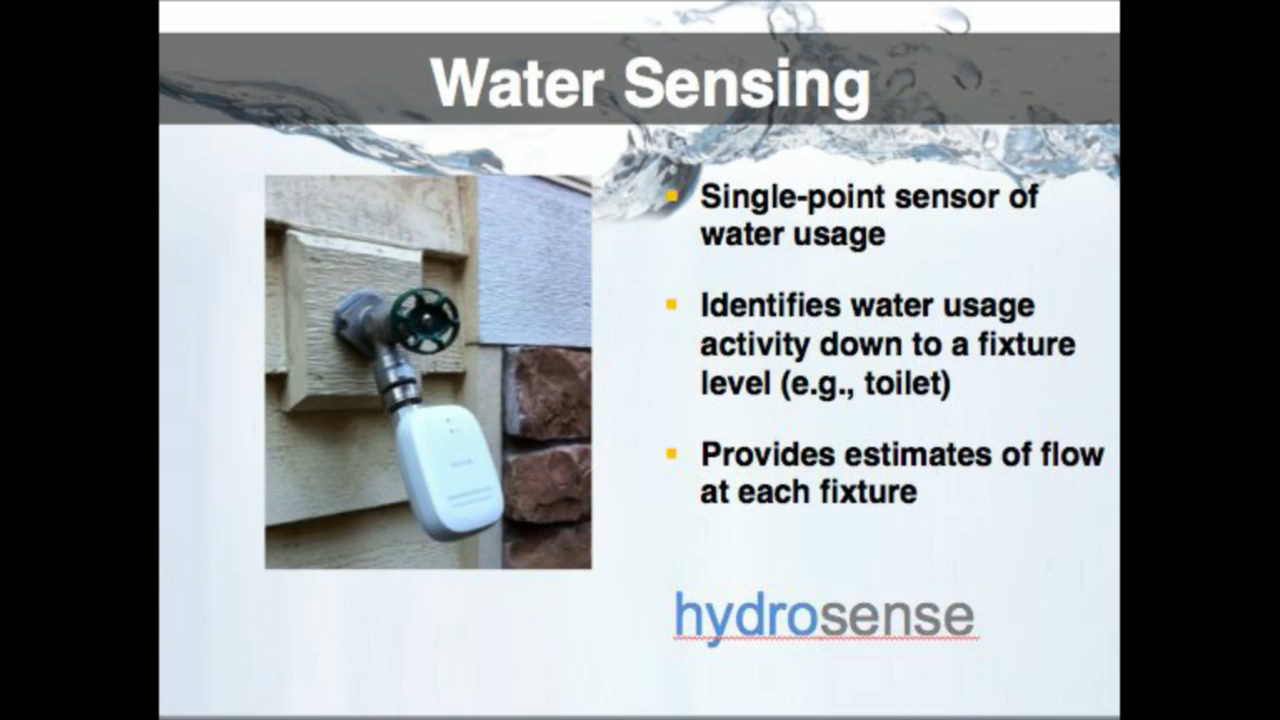 Water Sensing
Single-point sensor of
water usage
Identifies water usage
activity down to a fixture
level (e.g., toilet)
Provides estimates of flow
at each fixture
hydrosense